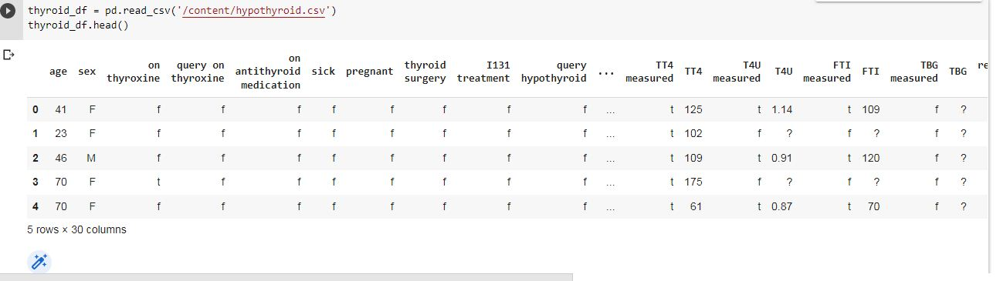 thyroid_df = pd.read_csv('/content/hypothyroid.csv')
thyroid_df.head()
age sex on thyroxine query on thyroxine on antithyroid medication sick pregnant thyroid surgery I131 treatment query hypothyroid ... TT4 measured TT4 T4U measured T4U FTI measured FTI TBG measured TBG re
0 41 F f f f f f f f f ... t 125 t 1.14 t 109 f ?
1 23 F f f f f f f f f ... t 102 f ? f ? f ?
2 46 M f f f f f f f f ... t 109 t 0.91 t 120 f ?
3 70 F t f f f f f f f ... t 175 f ? f ? f ?
4 70 F f f f f f f f f ... t 61 t 0.87 t 70 f ?
5 rows × 30 columns